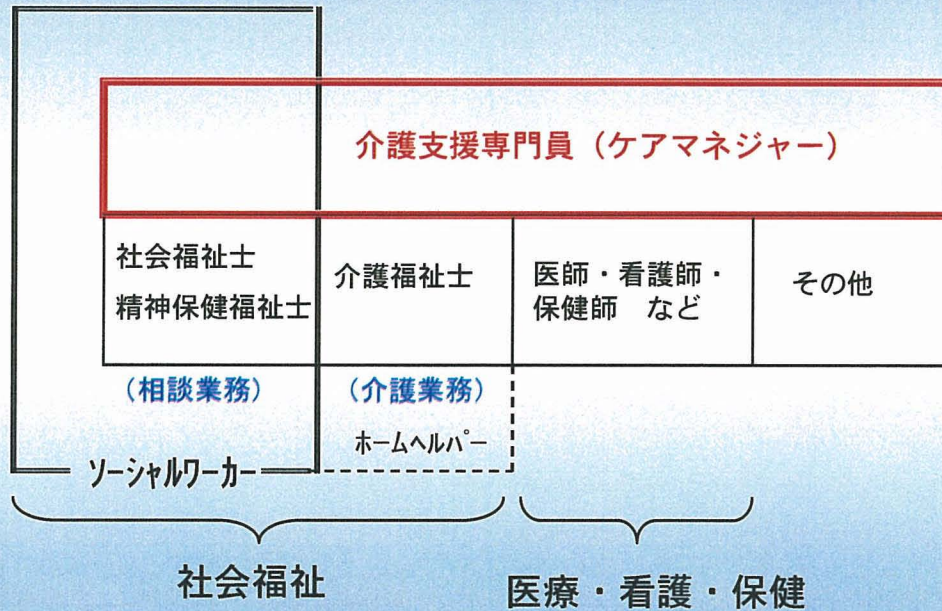 介護支援専門員(ケアマネジャー)
社会福祉士
精神保健福祉士
介護福祉士
医師・看護師・
保健師 など
その他
(相談業務)
(介護業務)
ホームヘルパー
ソーシャルワーカー
社会福祉
医療・看護・保健